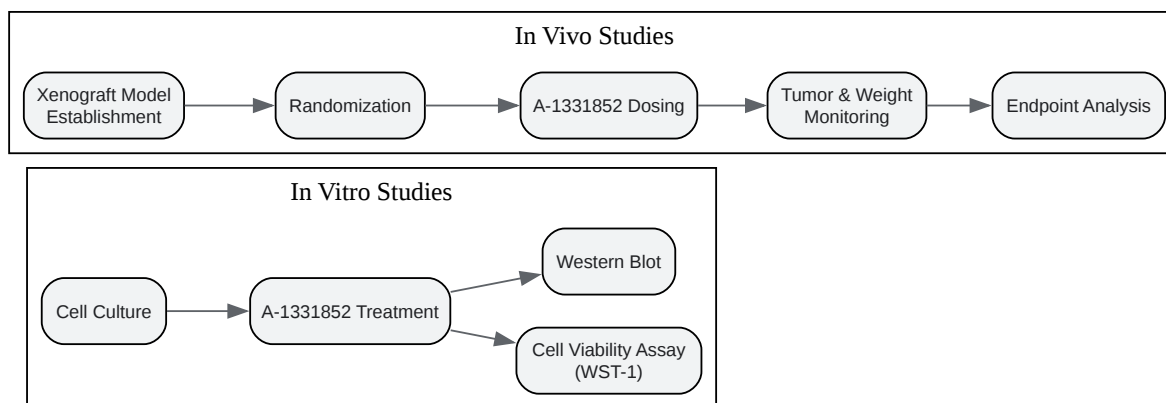 In Vivo Studies
Xenograft Model
Establishment
Randomization
A-1331852 Dosing
Tumor & Weight
Monitoring
Endpoint Analysis
In Vitro Studies
Cell Culture
A-1331852 Treatment
Western Blot
Cell Viability Assay
(WST-1)